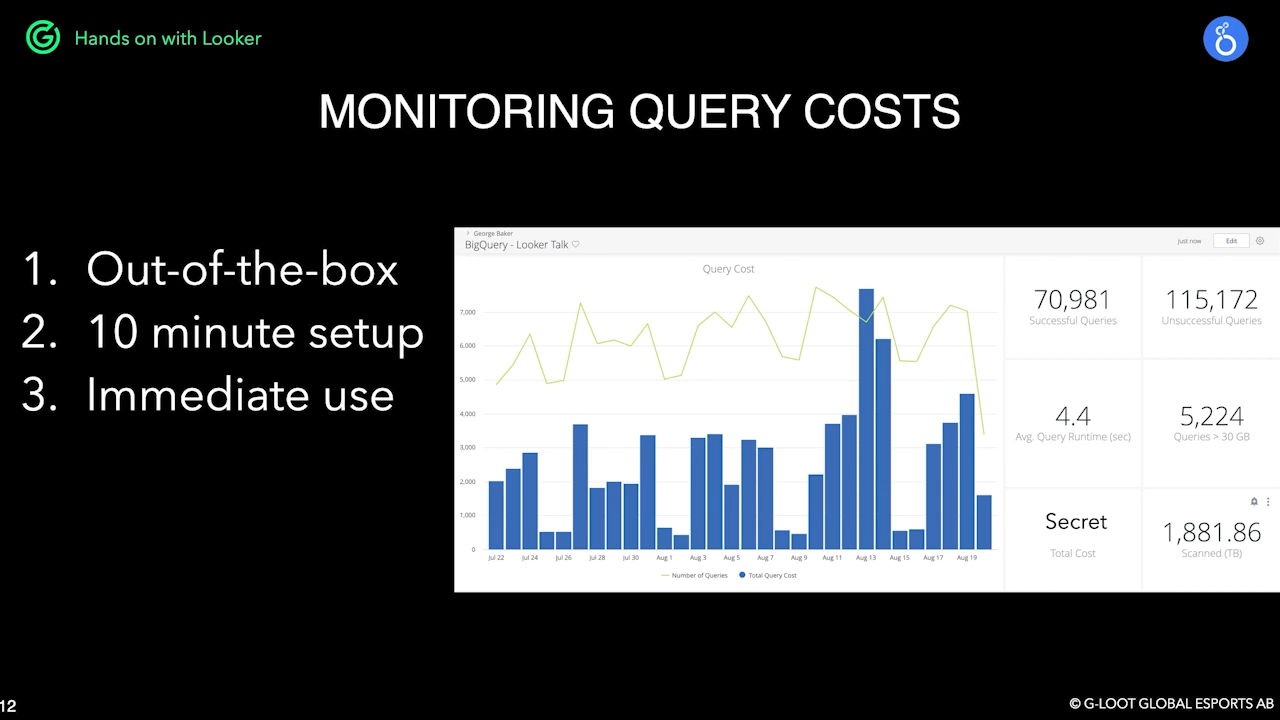 Hands on with Looker
MONITORING QUERY COSTS
1. Out-of-the-box
2. 10 minute setup
3. Immediate use
George Baker
BigQuery - Looker Talk
just now
Edit
Query Cost
7,000
6,000
5,000
4,000
3,000
2,000
1,000
0
Jul 22 Jul 24 Jul 26 Jul 28 Jul 30 Aug 1 Aug 3 Aug 5 Aug 7 Aug 9 Aug 11 Aug 13 Aug 15 Aug 17 Aug 19
Number of Queries Total Query Cost
70,981
Successful Queries
115,172
Unsuccessful Queries
4.4
Avg. Query Runtime (sec)
5,224
Queries > 30 GB
Secret
Total Cost
1,881.86
Scanned (TB)
12
© G-LOOT GLOBAL ESPORTS AB